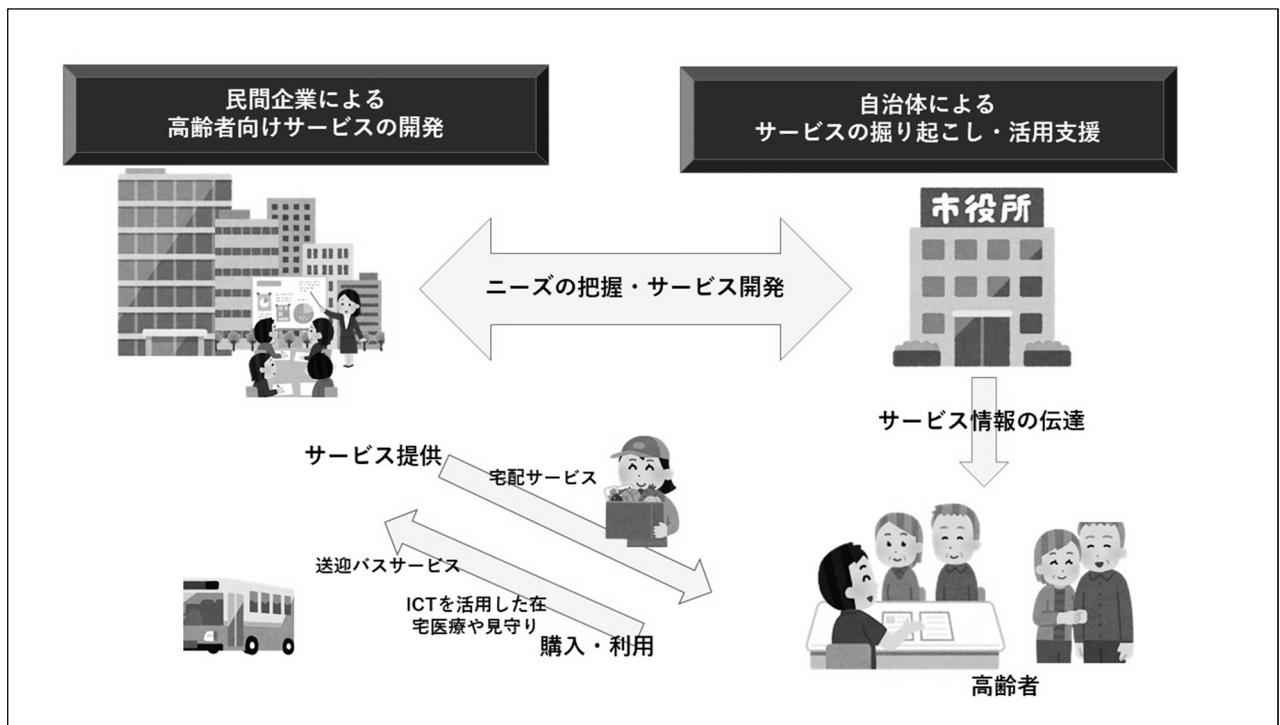 民間企業による
高齢者向けサービスの開発
自治体による
サービスの掘り起こし・活用支援
市役所
ニーズの把握・サービス開発
サービス情報の伝達
サービス提供
宅配サービス
送迎バスサービス
ICTを活用した在
宅医療や見守り
購入・利用
高齢者